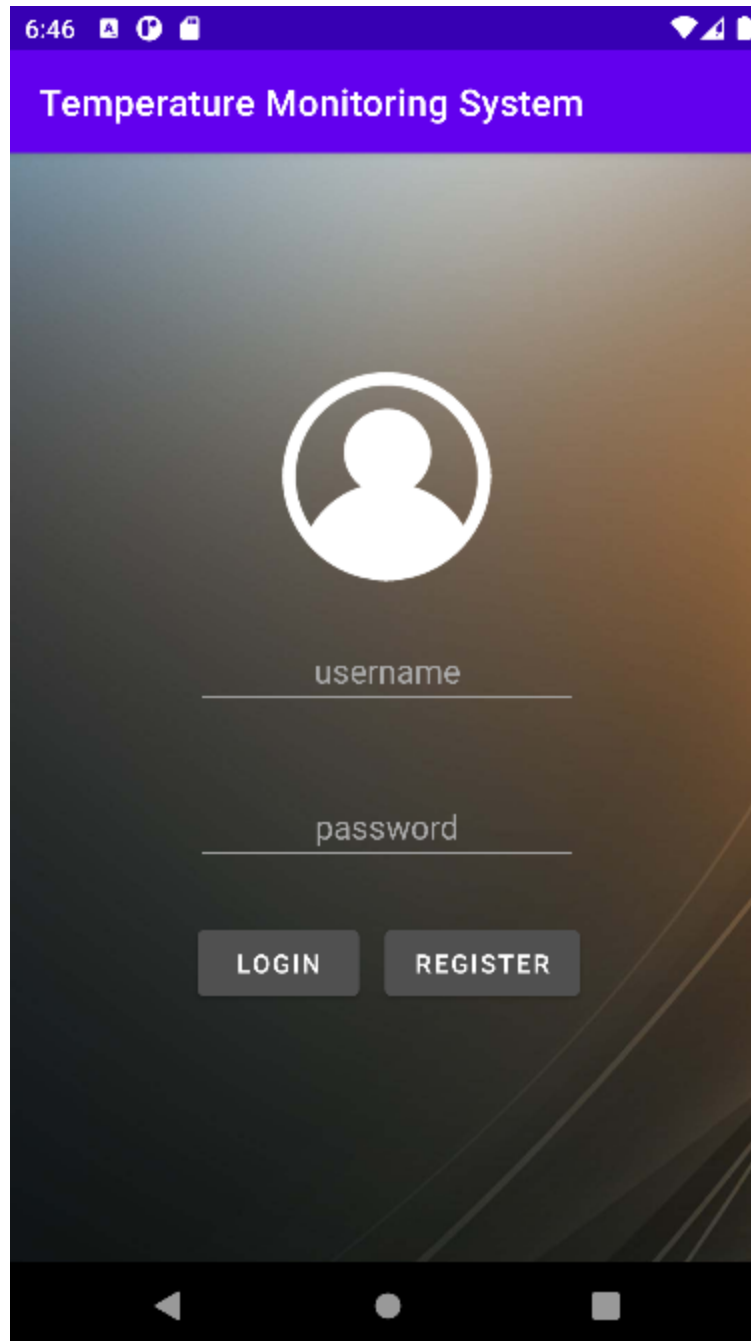 6:46
Temperature Monitoring System
username
password
LOGIN REGISTER